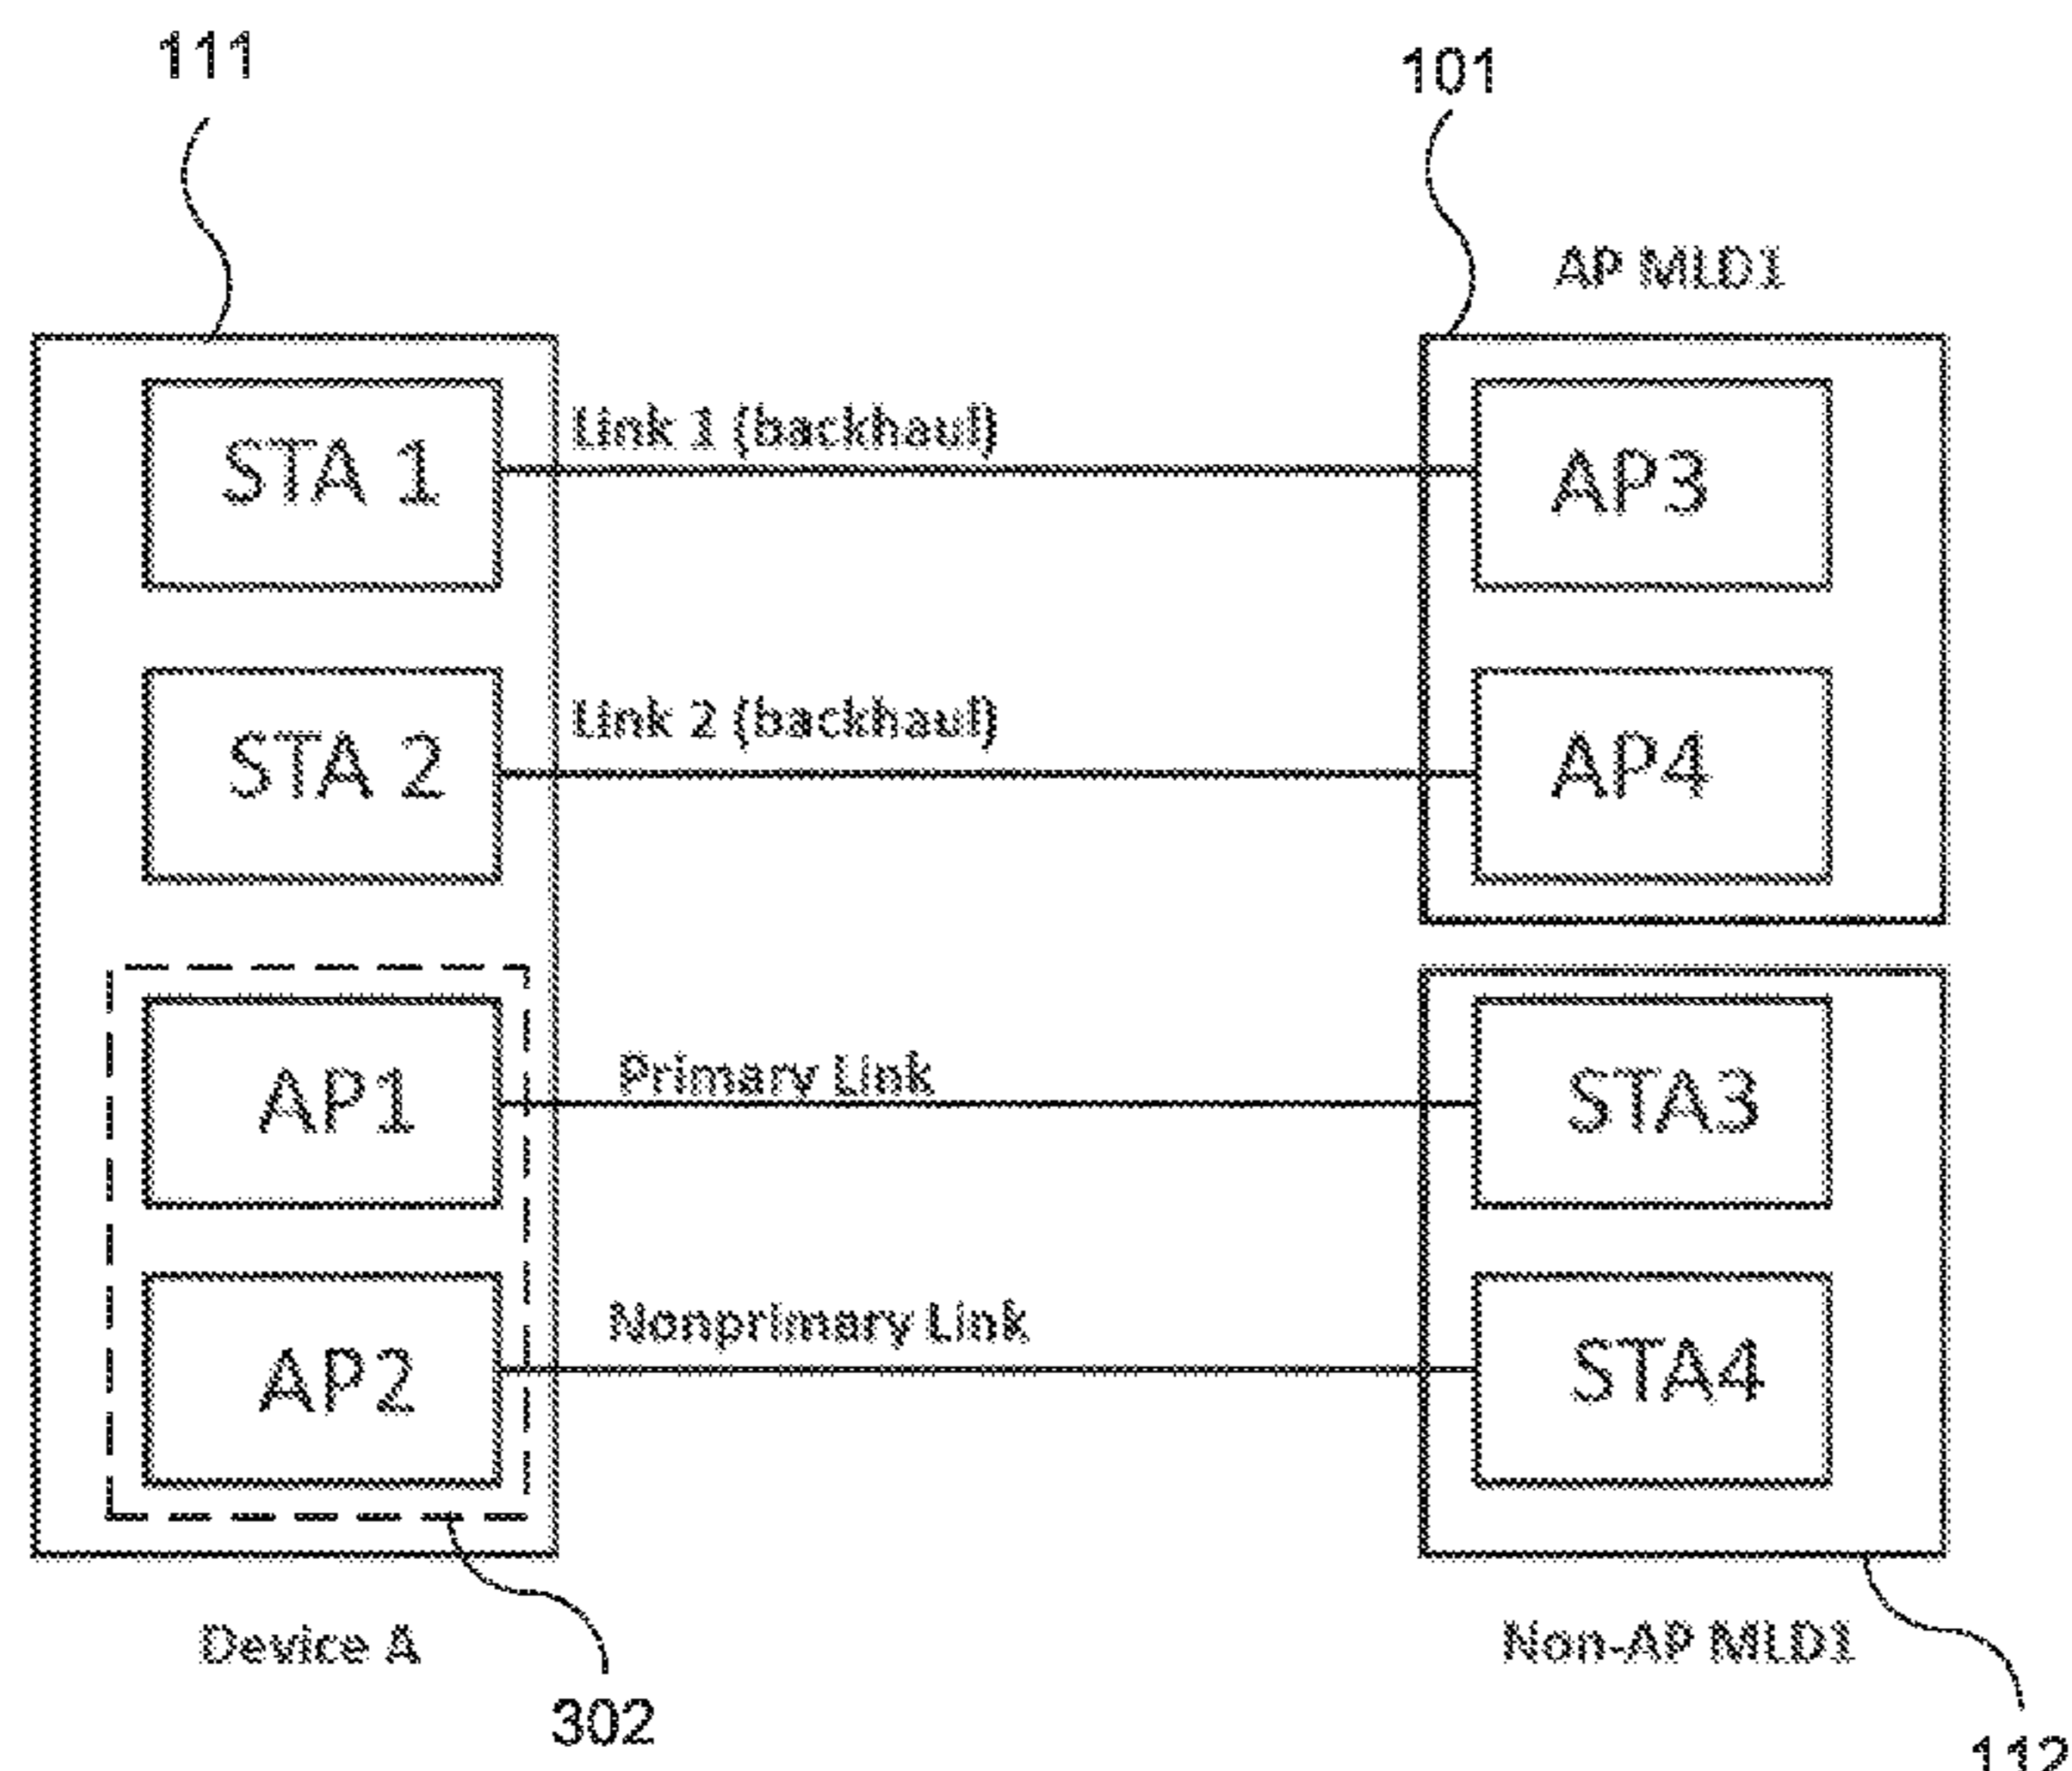 111
101
AP MLD1
STA 1
Link 1 (backhaul)
AP3
STA 2
Link 2 (backhaul)
AP4
AP1
Primary Link
STA3
AP2
Nonprimary Link
STA4
Device A
302
Non-AP MLD1
112